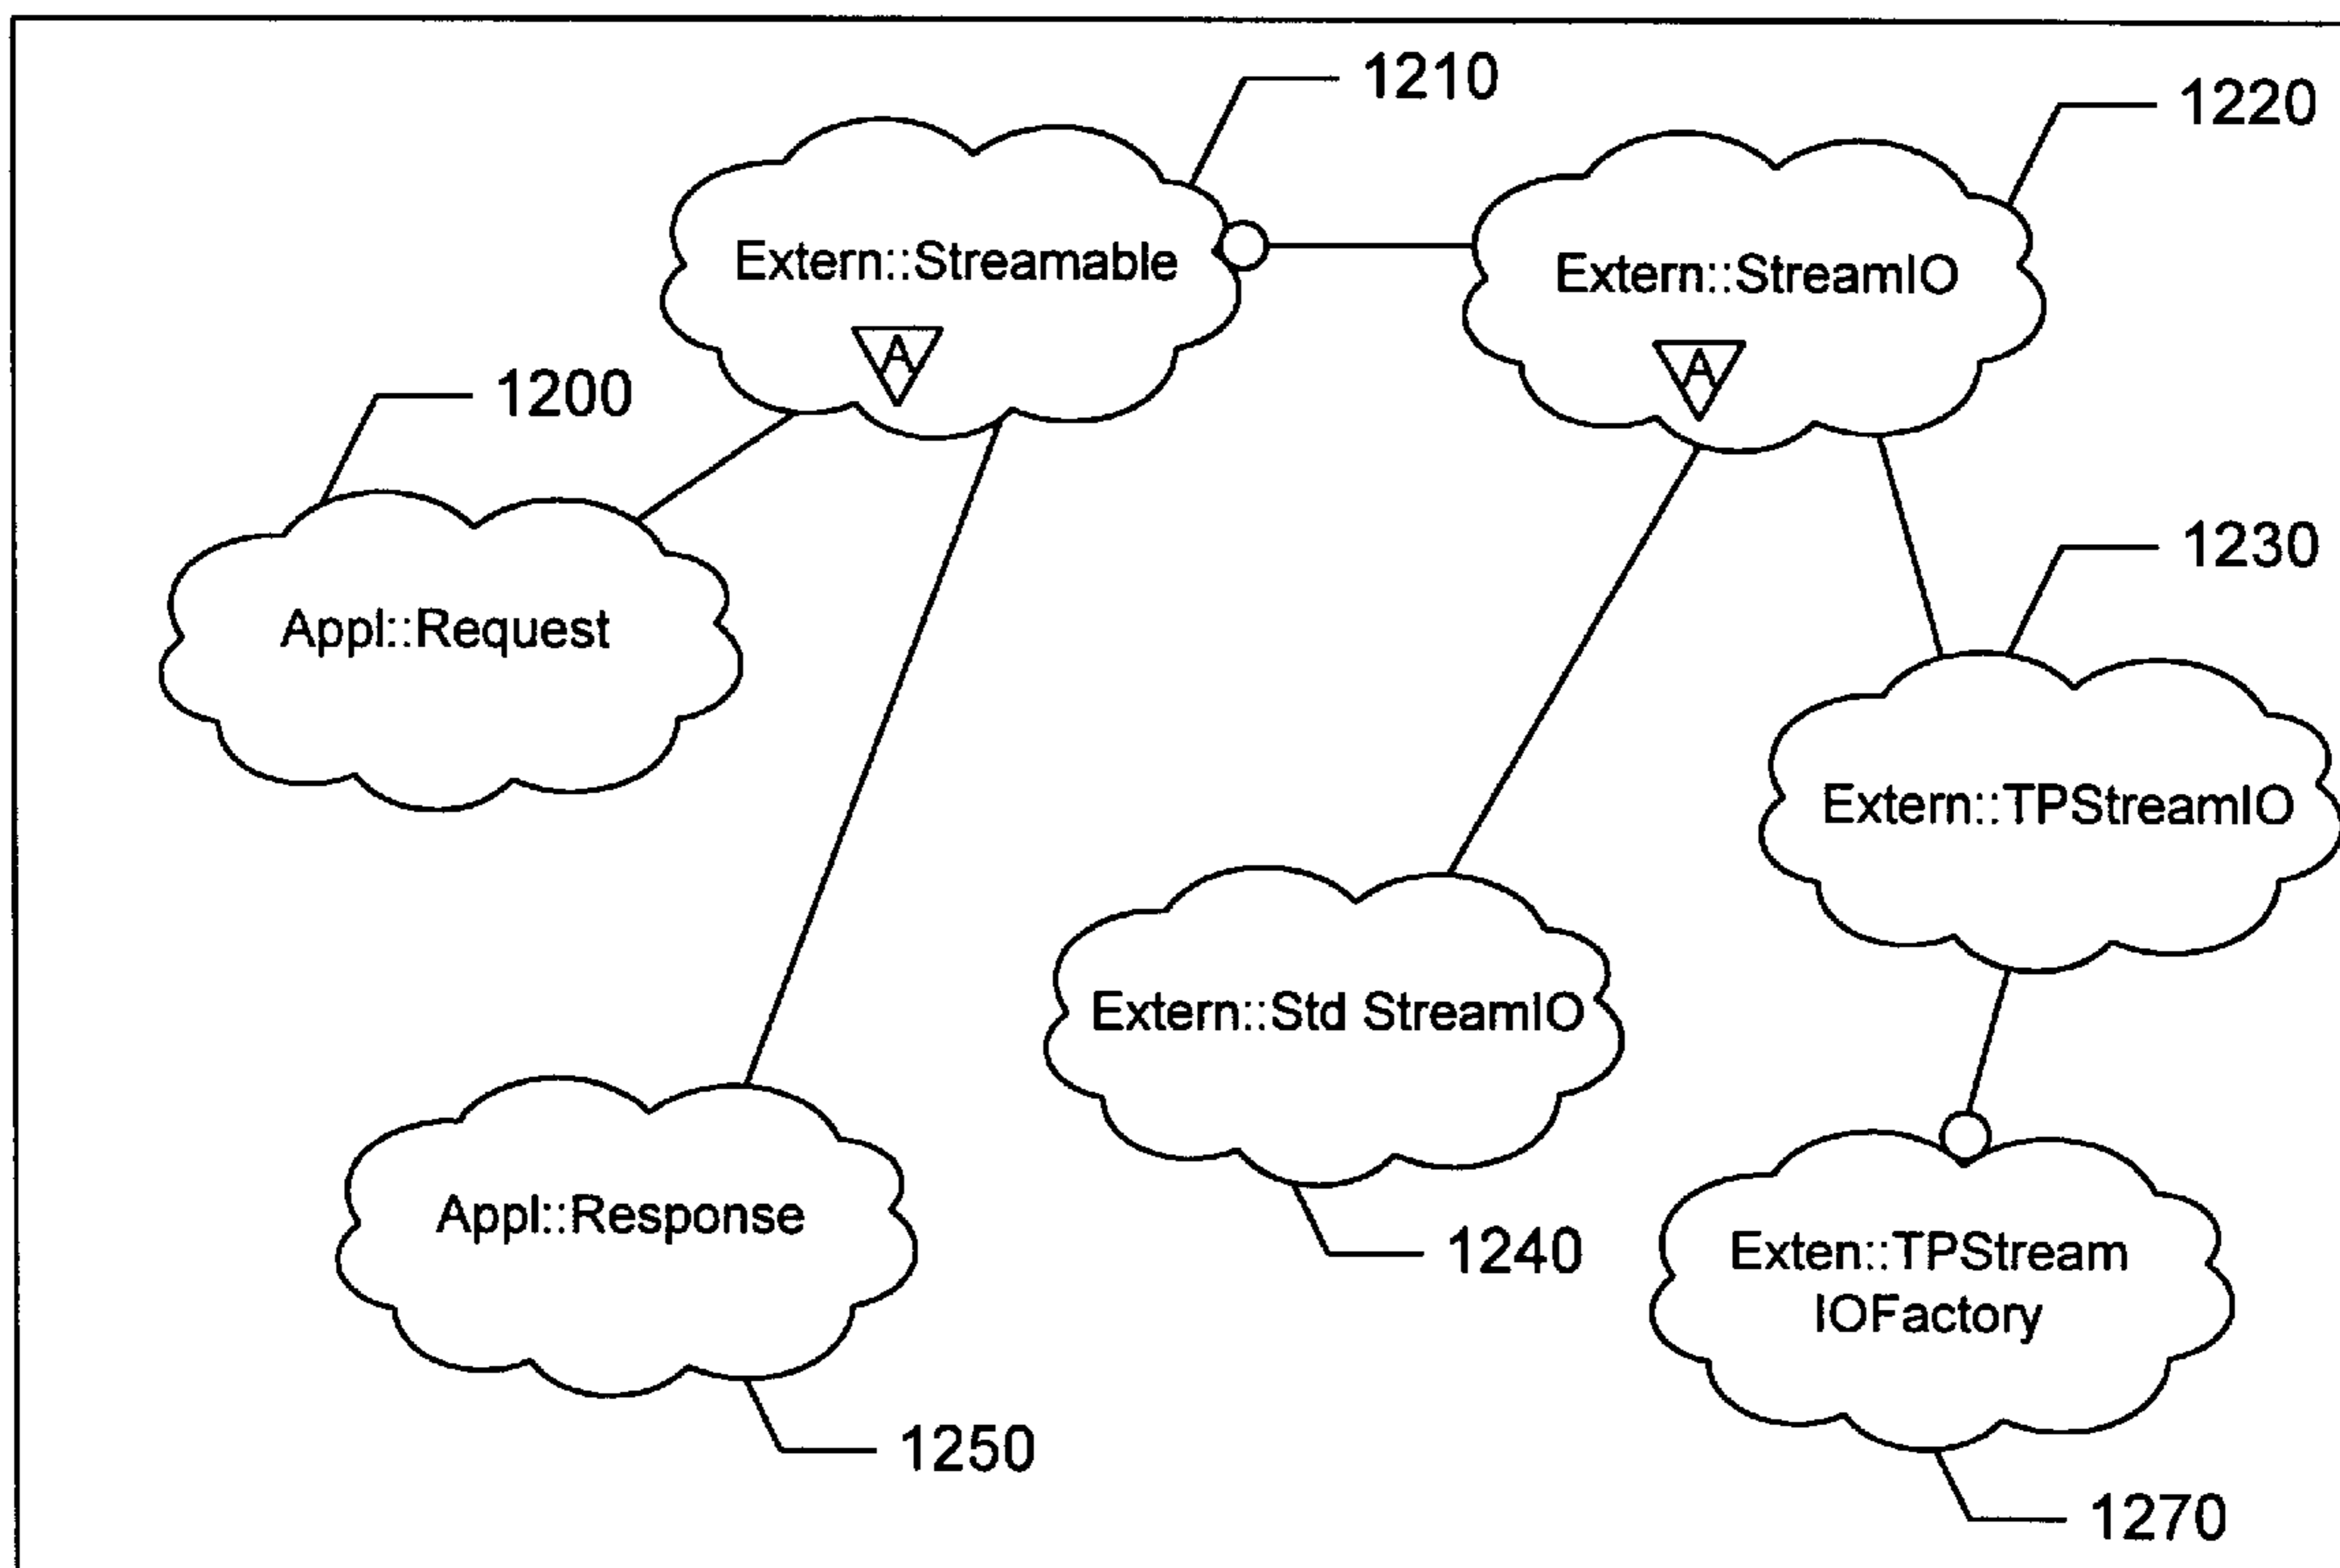 1210
1220
Extern::Streamable
A
Extern::StreamIO
A
1200
1230
Appl::Request
Extern::TPStreamIO
Extern::Std StreamIO
Appl::Response
1240
Exten::TPStream
IOFactory
1250
1270